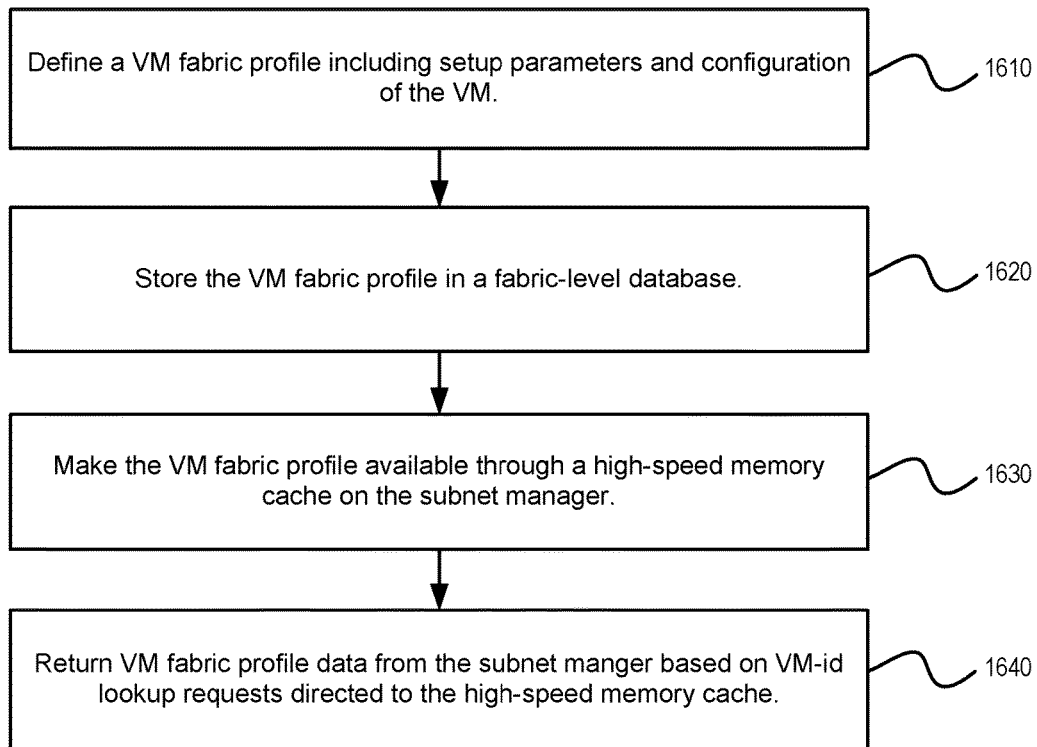 Define a VM fabric profile including setup parameters and configuration
of the VM.
1610
Store the VM fabric profile in a fabric-level database.
1620
Make the VM fabric profile available through a high-speed memory
cache on the subnet manager.
1630
Return VM fabric profile data from the subnet manger based on VM-id
lookup requests directed to the high-speed memory cache.
1640